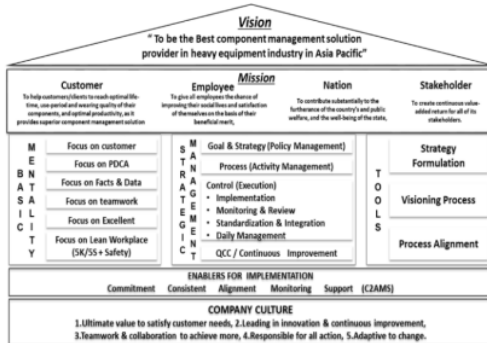 Vision
" To be the Best component management solution
provider in heavy equipment industry in Asia Pacific"
Mission
Customer
To help customers/clients to reach optimal life-
time, use-period and wearing quality of their
components, and optimal productivity, as it
provides superior component management solution
Employee
To give all employees the chance of
improving their social lives and satisfaction
of themselves on the basis of their
beneficial merit,
Nation
To contribute substantially to the
furtherance of the country's and public
welfare, and the well-being of the state,
Stakeholder
To create continuous value-
added return for all of its
stakeholders.
BASIC
MENTALITY
Focus on customer
Focus on PDCA
Focus on Facts & Data
Focus on teamwork
Focus on Excellent
Focus on Lean Workplace
(5K/5S + Safety)
STRATEGIC
MANAGEMENT
Goal & Strategy (Policy Management)
Process (Activity Management)
Control (Execution)
• Implementation
• Monitoring & Review
• Standardization & Integration
• Daily Management
QCC / Continuous Improvement
TOOLS
Strategy
Formulation
Visioning Process
Process Alignment
ENABLERS FOR IMPLEMENTATION
Commitment Consistent Alignment Monitoring Support (C2AMS)
COMPANY CULTURE
1.Ultimate value to satisfy customer needs, 2.Leading in innovation & continuous improvement,
3.Teamwork & collaboration to achieve more, 4.Responsible for all action, 5.Adaptive to change.